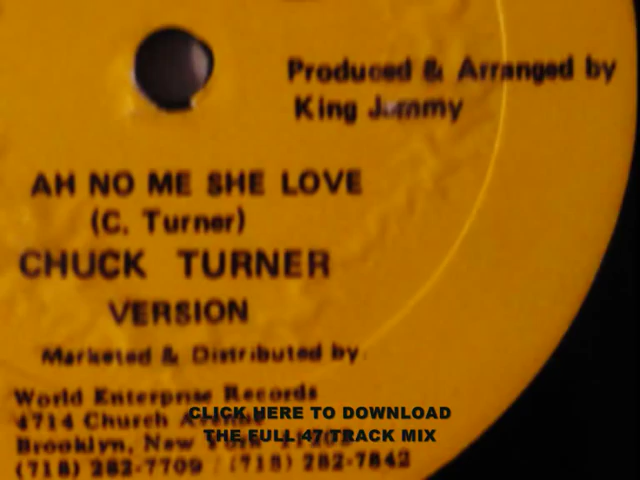 Produced & Arranged by
King Jammy
AH NO ME SHE LOVE
(C. Turner)
CHUCK TURNER
VERSION
Marketed & Distributed by
World Enterprise Records
4714 Church Avenue
CLICK HERE TO DOWNLOAD
THE FULL 47 TRACK MIX
Brooklyn, New York
(718) 282-7709 / (718) 282-7842